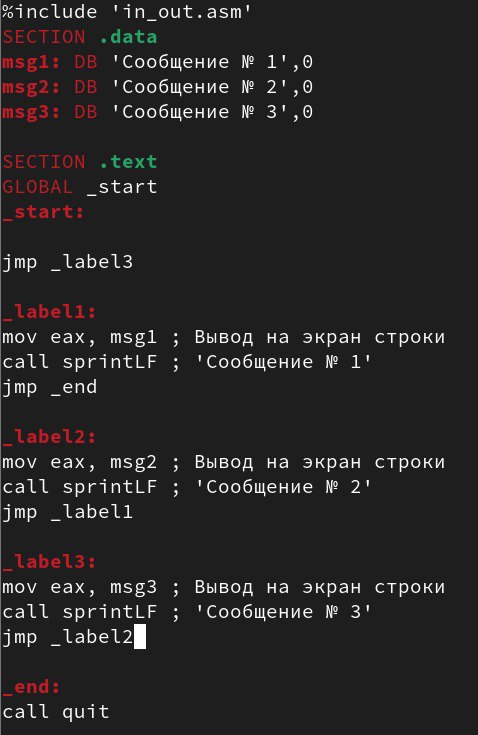 %include 'in_out.asm'
SECTION .data
msg1: DB 'Сообщение № 1',0
msg2: DB 'Сообщение № 2',0
msg3: DB 'Сообщение № 3',0
SECTION .text
GLOBAL _start
_start:
jmp _label3
_label1:
mov eax, msg1 ; Вывод на экран строки
call sprintLF ; 'Сообщение № 1'
jmp _end
_label2:
mov eax, msg2 ; Вывод на экран строки
call sprintLF ; 'Сообщение № 2'
jmp _label1
_label3:
mov eax, msg3 ; Вывод на экран строки
call sprintLF ; 'Сообщение № 3'
jmp _label2
_end:
call quit